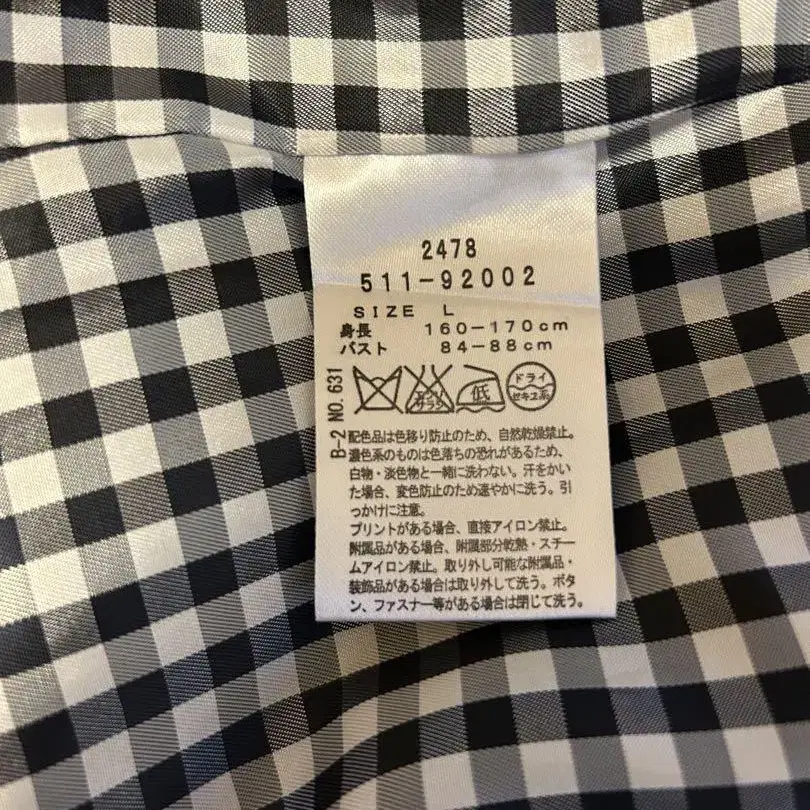 2478
511-92002
SIZE L
身長 160-170cm
バスト 84-88cm
B-2 NO.631
エンソ サラシ
低
ドライ
セキユ系
配色品は色移り防止のため、自然乾燥禁止。
濃色系のものは色落ちの恐れがあるため、
白物・淡色物と一緒に洗わない。汗をかい
た場合、変色防止のため速やかに洗う。引
っかけに注意。
プリントがある場合、直接アイロン禁止。
附属品がある場合、附属部分乾熱・スチー
ムアイロン禁止。取り外し可能な附属品・
装飾品がある場合は取り外して洗う。ボタ
ン、ファスナー等がある場合は閉じて洗う。